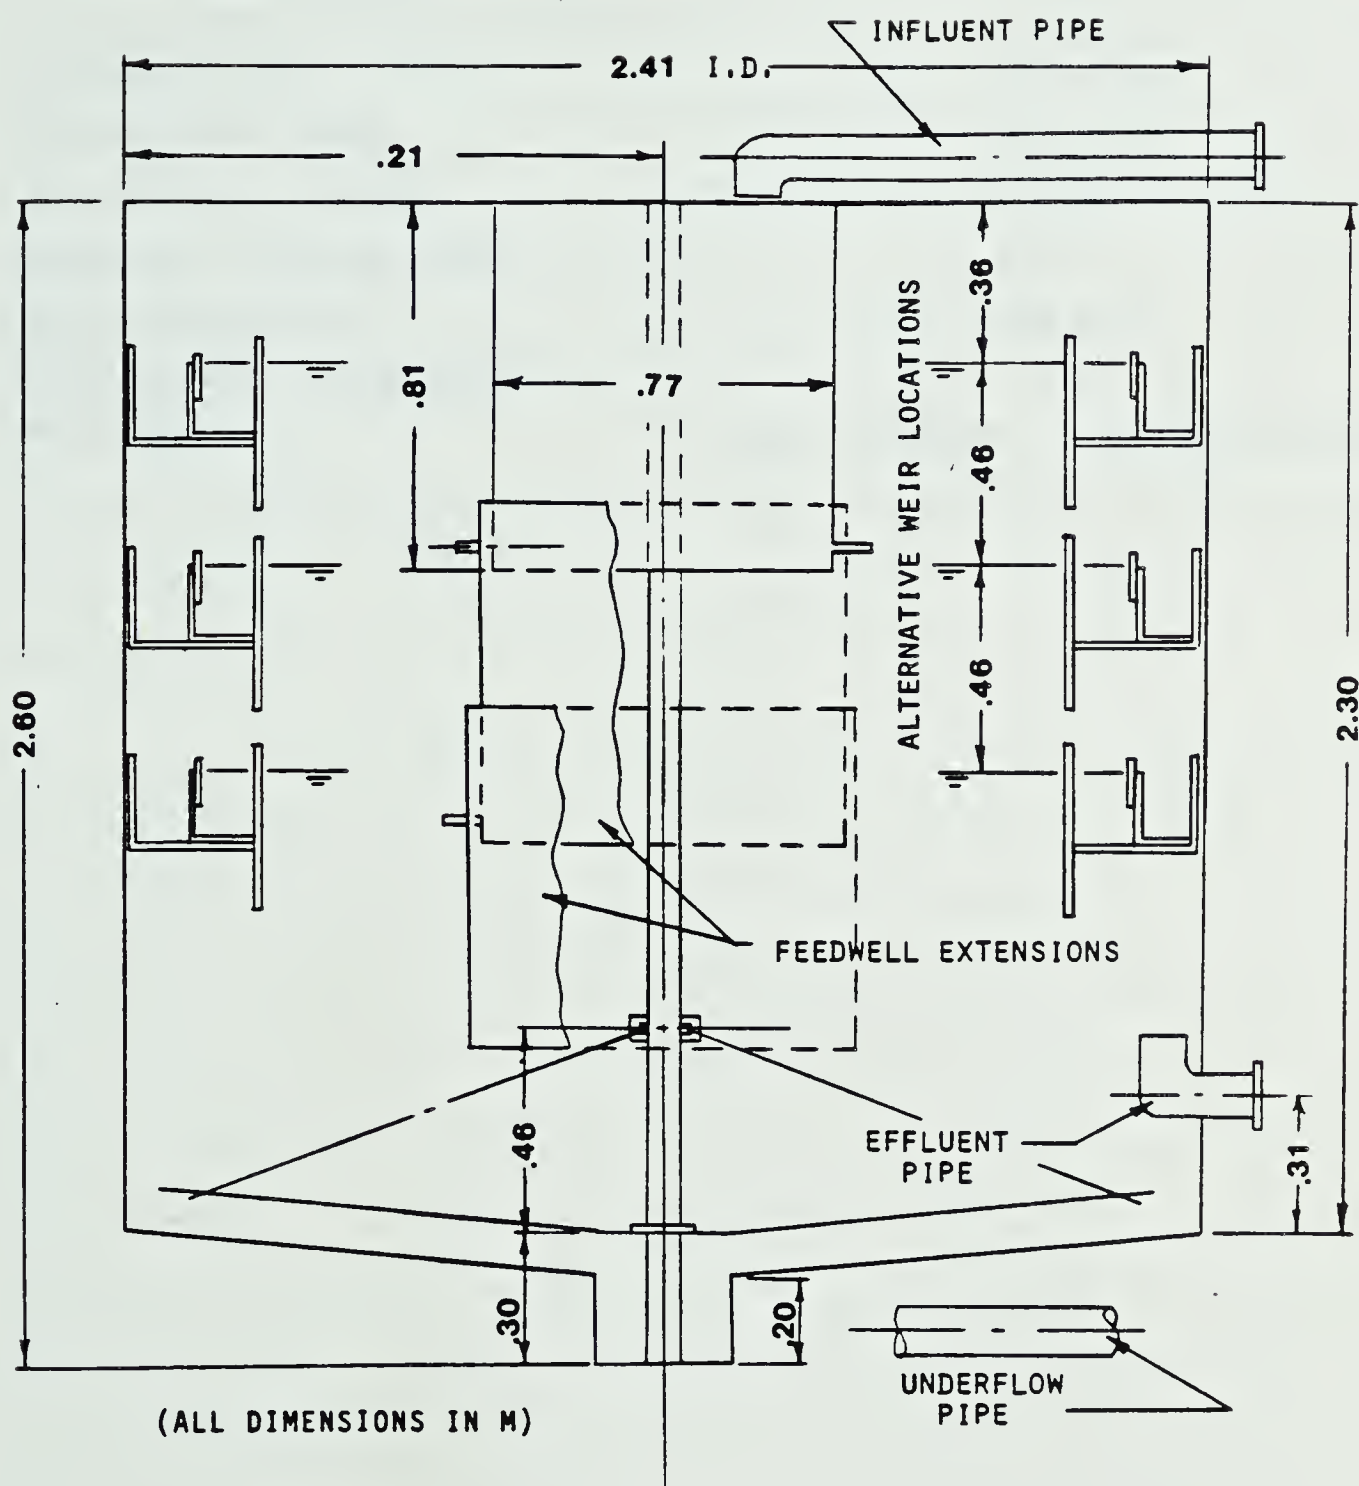 INFLUENT PIPE
2.41 I.D.
.21
.36
.81
.77
.46
ALTERNATIVE WEIR LOCATIONS
.46
2.60
2.30
FEEDWELL EXTENSIONS
.46
EFFLUENT
PIPE
.31
.30
.20
UNDERFLOW
PIPE
(ALL DIMENSIONS IN M)